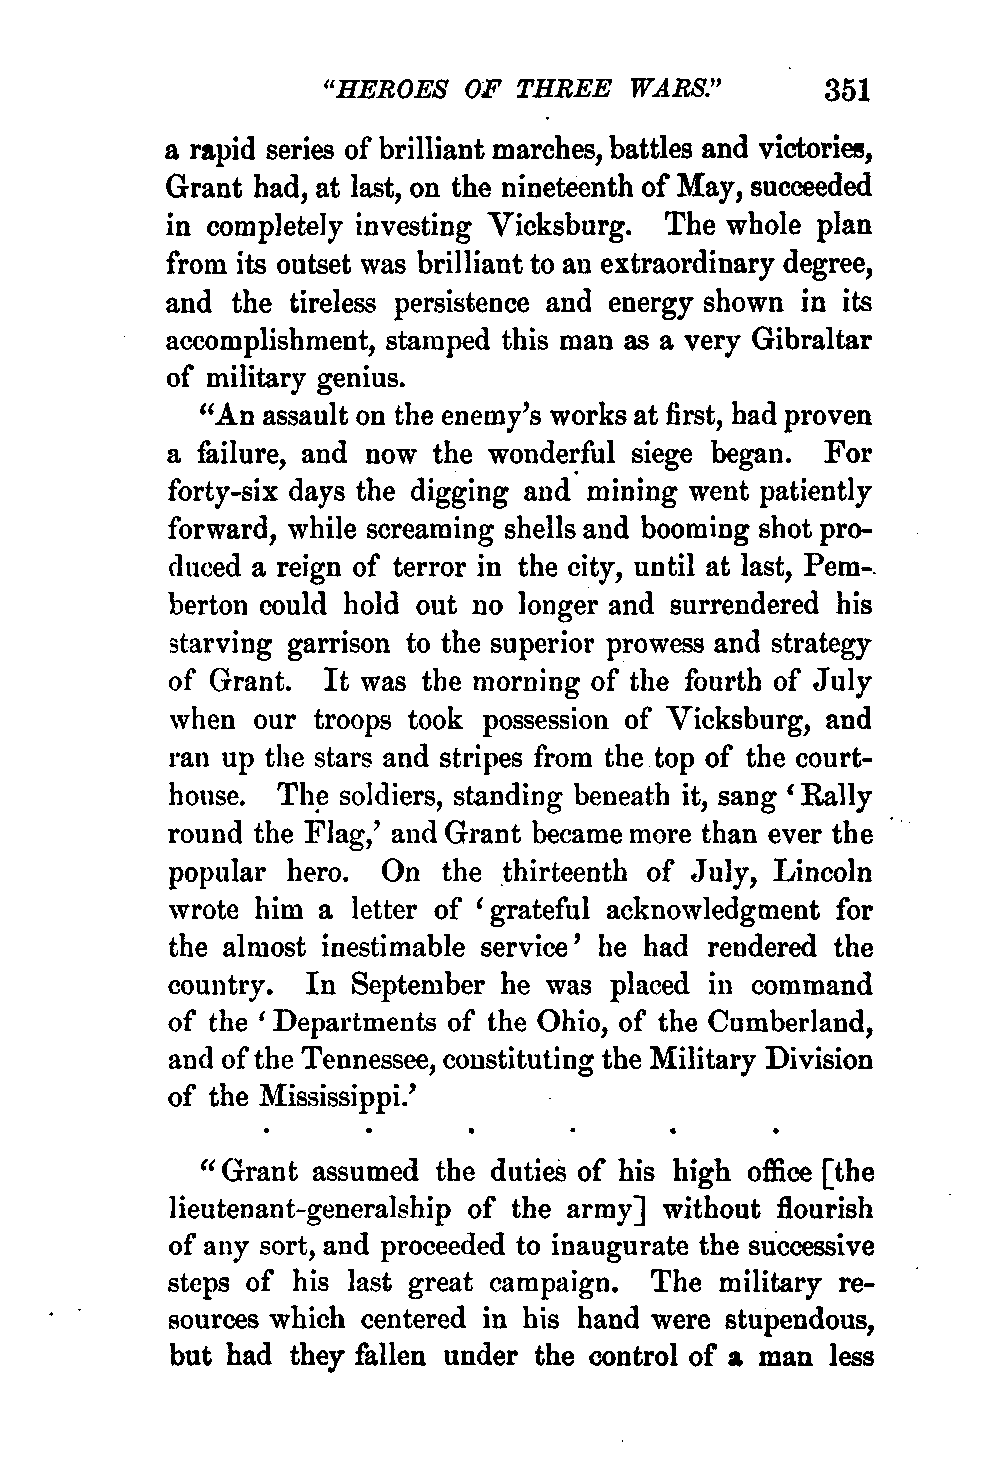 "HEROES OF THREE WARS." 351
a rapid series of brilliant marches, battles and victories,
Grant had, at last, on the nineteenth of May, succeeded
in completely investing Vicksburg. The whole plan
from its outset was brilliant to an extraordinary degree,
and the tireless persistence and energy shown in its
accomplishment, stamped this man as a very Gibraltar
of military genius.
"An assault on the enemy's works at first, had proven
a failure, and now the wonderful siege began. For
forty-six days the digging and mining went patiently
forward, while screaming shells and booming shot pro-
duced a reign of terror in the city, until at last, Pem-
berton could hold out no longer and surrendered his
starving garrison to the superior prowess and strategy
of Grant. It was the morning of the fourth of July
when our troops took possession of Vicksburg, and
ran up the stars and stripes from the top of the court-
house. The soldiers, standing beneath it, sang 'Rally
round the Flag,' and Grant became more than ever the
popular hero. On the thirteenth of July, Lincoln
wrote him a letter of 'grateful acknowledgment for
the almost inestimable service' he had rendered the
country. In September he was placed in command
of the 'Departments of the Ohio, of the Cumberland,
and of the Tennessee, constituting the Military Division
of the Mississippi.'
. . . . . .
"Grant assumed the duties of his high office [the
lieutenant-generalship of the army] without flourish
of any sort, and proceeded to inaugurate the successive
steps of his last great campaign. The military re-
sources which centered in his hand were stupendous,
but had they fallen under the control of a man less